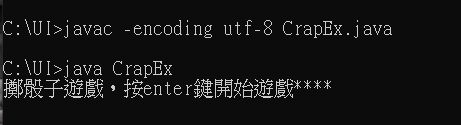 C:\UI>javac -encoding utf-8 CrapEx.java
C:\UI>java CrapEx
擲骰子遊戲，按enter鍵開始遊戲****